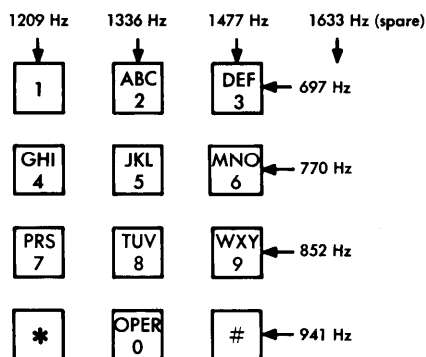 1209 Hz 1336 Hz 1477 Hz 1633 Hz (spare)
1 ABC DEF
2 3 697 Hz
GHI JKL MNO
4 5 6 770 Hz
PRS TUV WXY
7 8 9 852 Hz
* OPER #
0 941 Hz